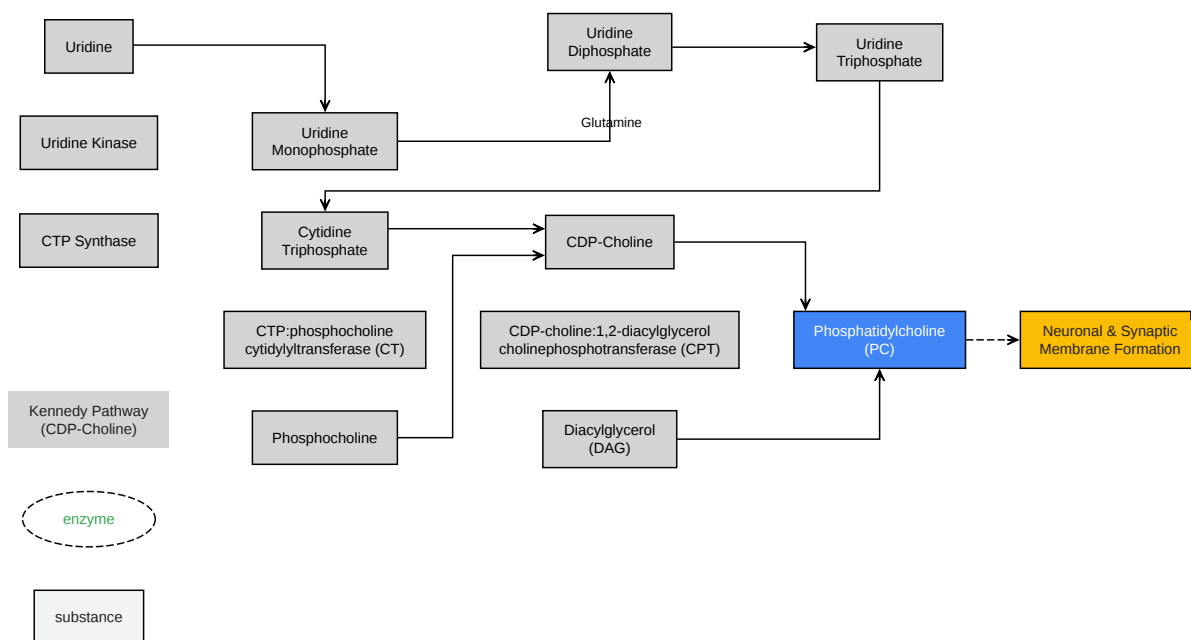 Uridine
Uridine
Diphosphate
Uridine
Triphosphate
Uridine Kinase
Uridine
Monophosphate
Glutamine
CTP Synthase
Cytidine
Triphosphate
CDP-Choline
CTP:phosphocholine
cytidylyltransferase (CT)
CDP-choline:1,2-diacylglycerol
cholinephosphotransferase (CPT)
Phosphatidylcholine
(PC)
Neuronal & Synaptic
Membrane Formation
Kennedy Pathway
(CDP-Choline)
Phosphocholine
Diacylglycerol
(DAG)
enzyme
substance